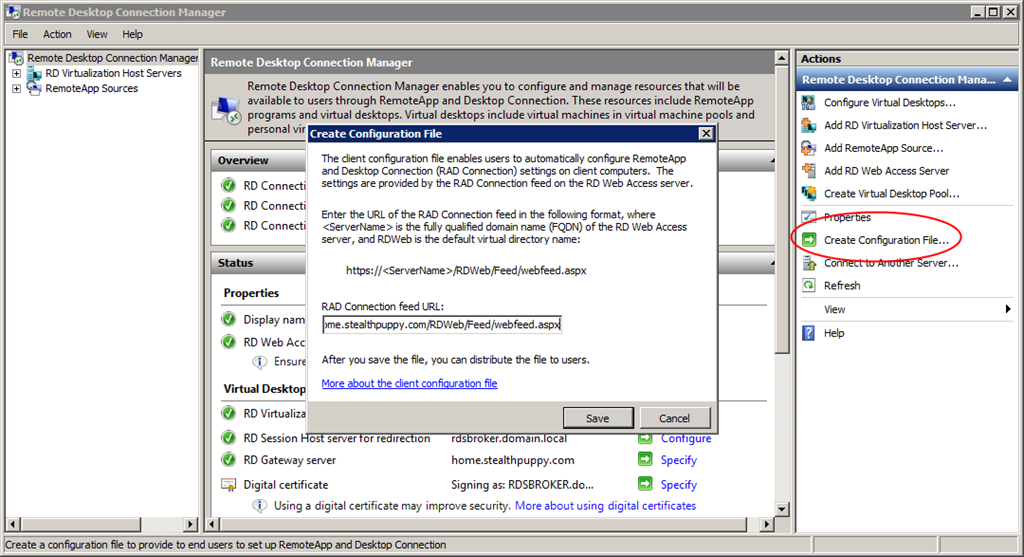 Remote Desktop Connection Manager
File Action View Help
Remote Desktop Connection Manager
RD Virtualization Host Servers
RemoteApp Sources
Remote Desktop Connection Manager
Remote Desktop Connection Manager enables you to configure and manage resources that will be
available to users through RemoteApp and Desktop Connection. These resources include RemoteApp
programs and virtual desktops. Virtual desktops include virtual machines in virtual machine pools and
personal vir
Overview
RD Connecti
RD Connecti
RD Connecti
Status
Properties
Display nam
RD Web Acc
Ensure
Virtual Desktop
RD Virtualiza
RD Session Host server for redirection rdsbroker.domain.local Configure
RD Gateway server home.stealthpuppy.com Specify
Digital certificate Signing as: RDSBROKER.do... Specify
Using a digital certificate may improve security. More about using digital certificates
Create Configuration File
The client configuration file enables users to automatically configure RemoteApp
and Desktop Connection (RAD Connection) settings on client computers. The
settings are provided by the RAD Connection feed on the RD Web Access server.
Enter the URL of the RAD Connection feed in the following format, where
<ServerName> is the fully qualified domain name (FQDN) of the RD Web Access
server, and RDWeb is the default virtual directory name:
https://<ServerName>/RDWeb/Feed/webfeed.aspx
RAD Connection feed URL:
ome.stealthpuppy.com/RDWeb/Feed/webfeed.aspx
After you save the file, you can distribute the file to users.
More about the client configuration file
Save Cancel
Actions
Remote Desktop Connection Mana...
Configure Virtual Desktops...
Add RD Virtualization Host Server...
Add RemoteApp Source...
Add RD Web Access Server
Create Virtual Desktop Pool...
Properties
Create Configuration File...
Connect to Another Server...
Refresh
View
Help
Create a configuration file to provide to end users to set up RemoteApp and Desktop Connection